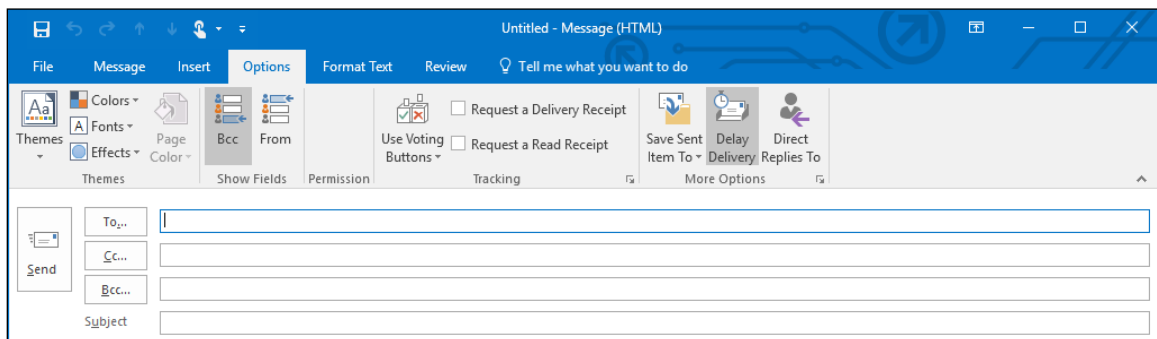 Untitled - Message (HTML)
File Message Insert Options Format Text Review Tell me what you want to do
Aa Themes
Colors
A Fonts
Effects
Page Color
Themes
Bcc From
Show Fields
Permission
Use Voting Buttons
Request a Delivery Receipt
Request a Read Receipt
Tracking
Save Sent Item To
Delay Delivery
Direct Replies To
More Options
Send
To...
Cc...
Bcc...
Subject